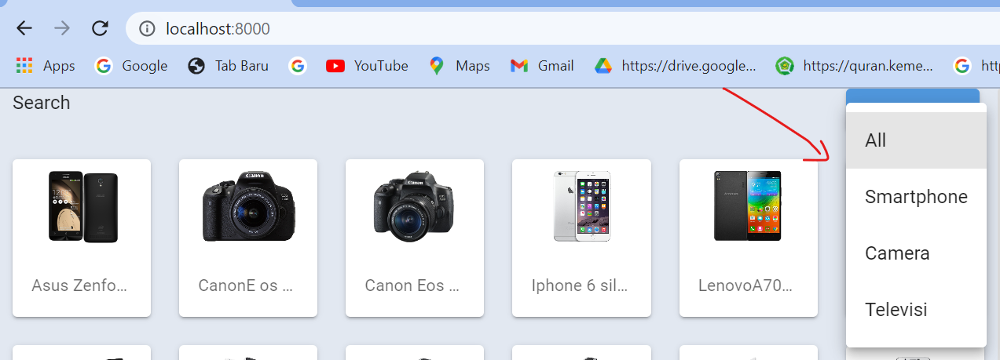 localhost:8000
Apps Google Tab Baru YouTube Maps Gmail https://drive.google... https://quran.keme... htt
Search
All
Smartphone
Camera
Televisi
Asus Zenfo... CanonE os ... Canon Eos ... Iphone 6 sil... LenovoA70...